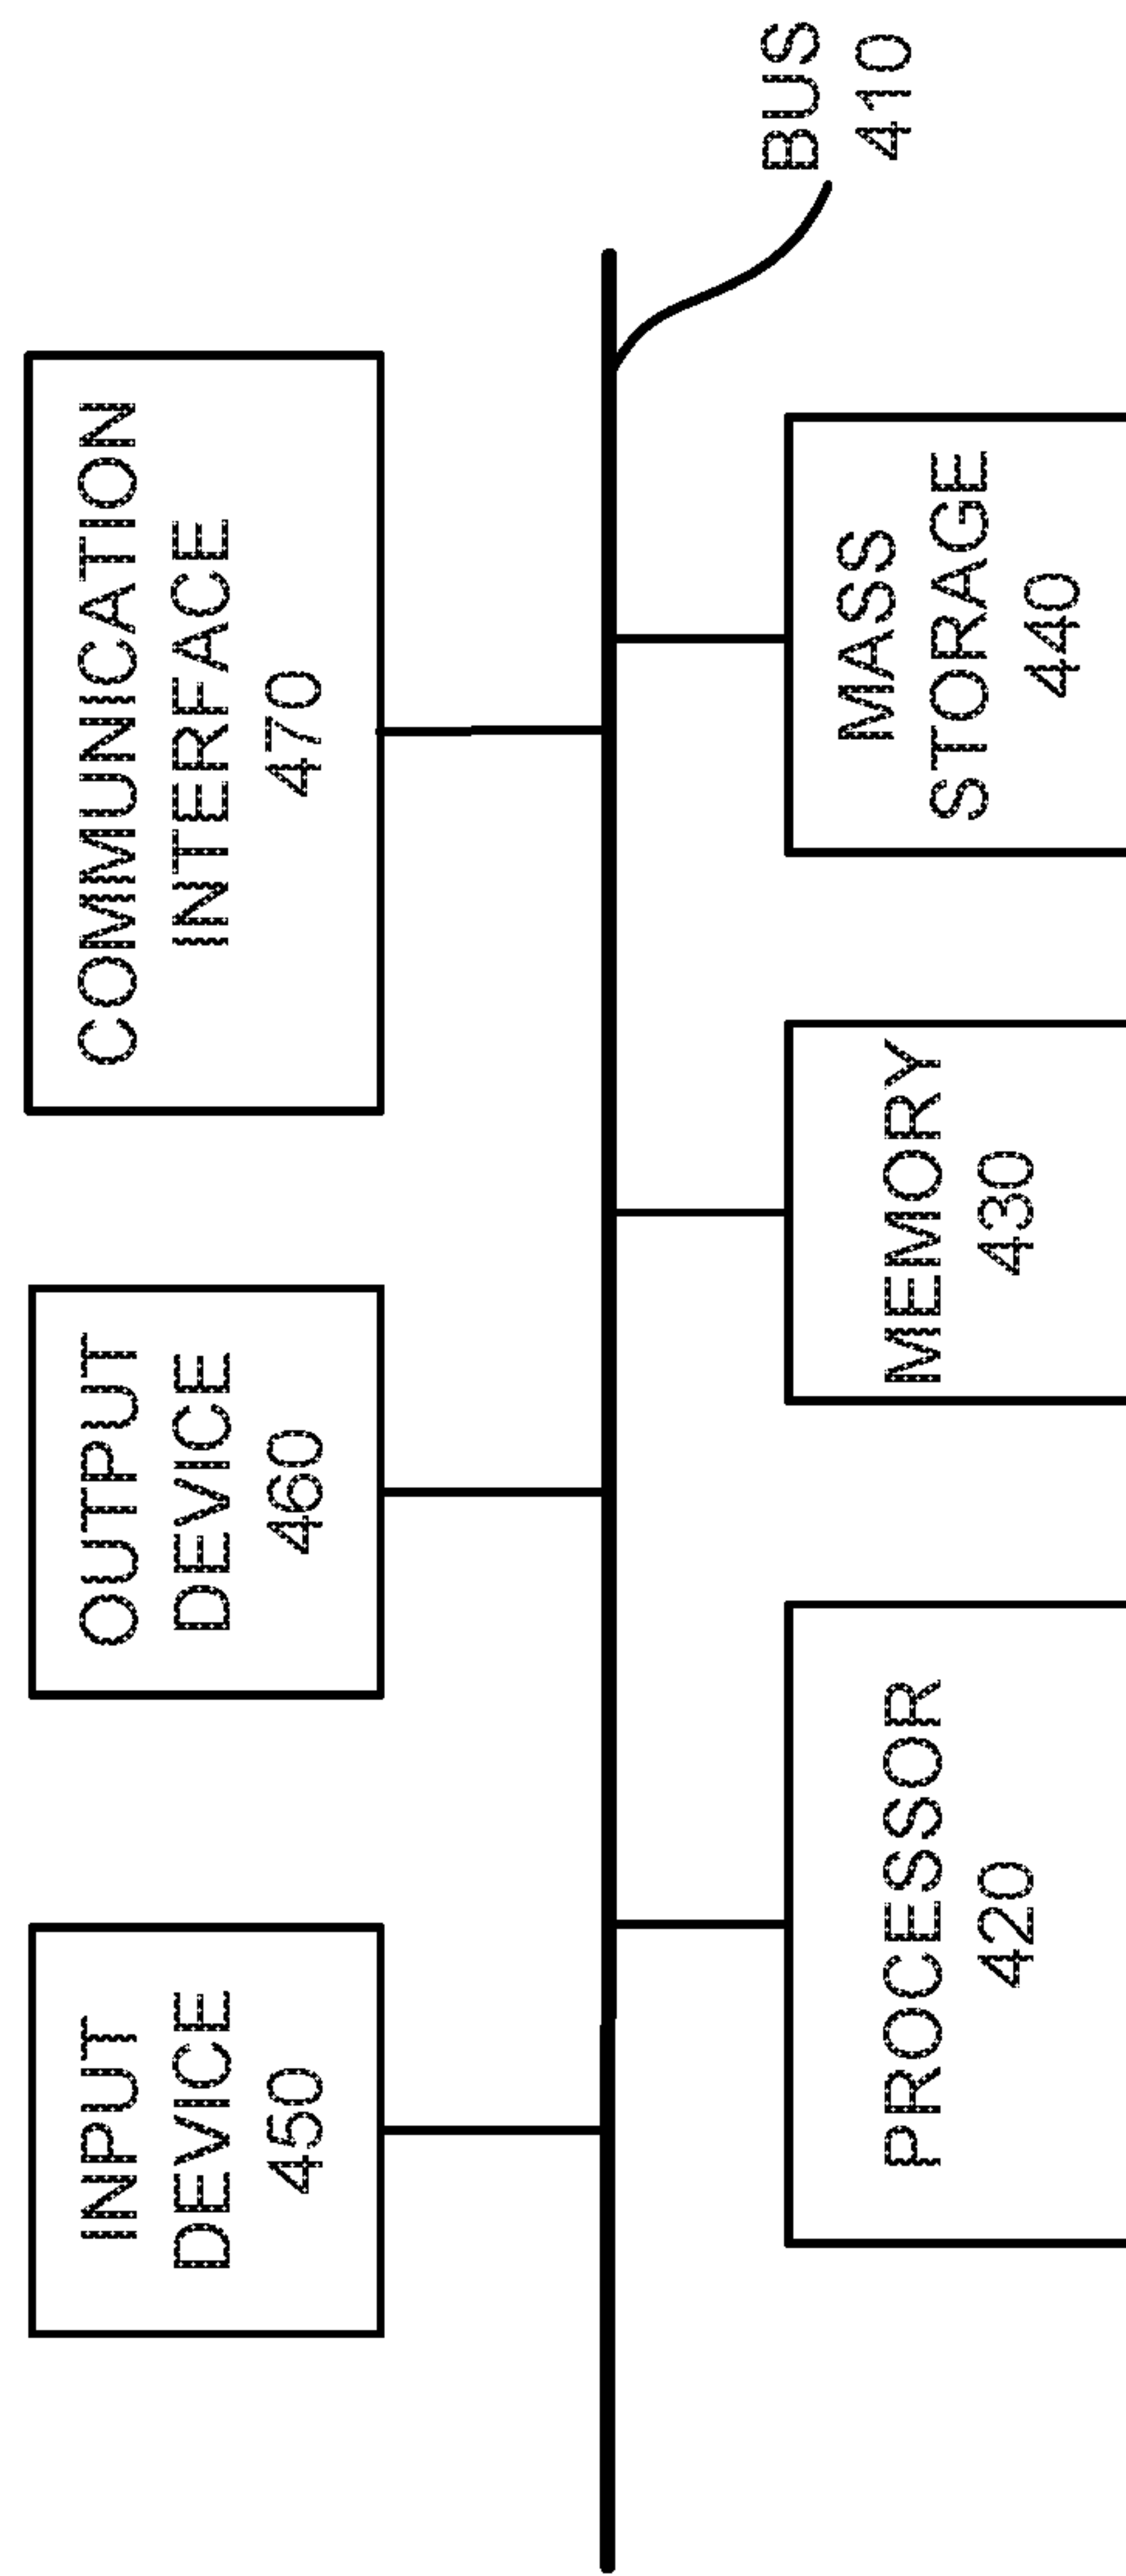 INPUT
DEVICE
450
OUTPUT
DEVICE
460
COMMUNICATION
INTERFACE
470
BUS
410
PROCESSOR
420
MEMORY
430
MASS
STORAGE
440